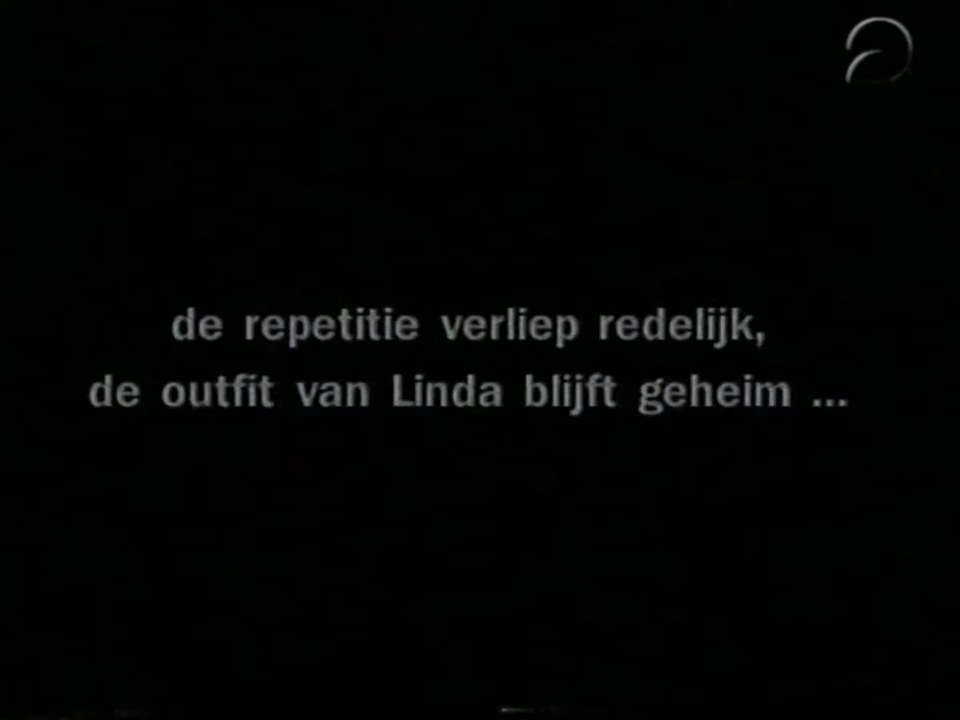 de repetitie verliep redelijk,
de outfit van Linda blijft geheim ...